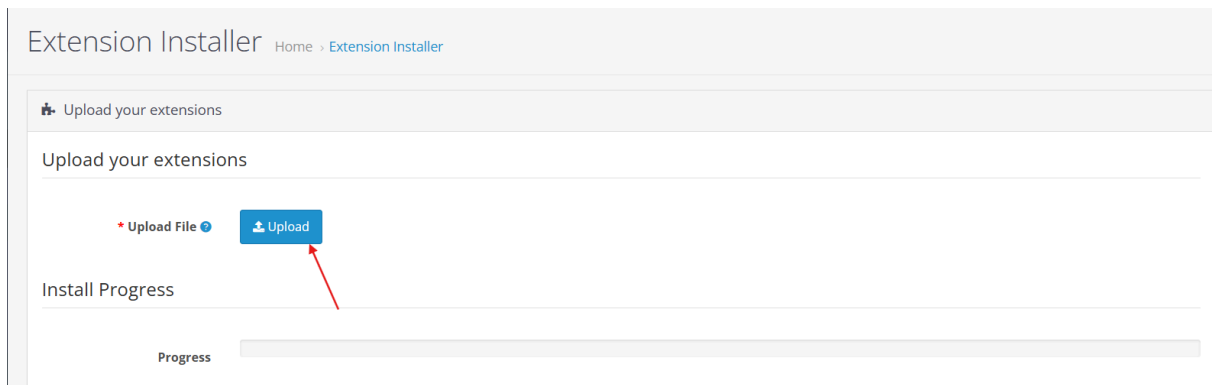 Extension Installer Home › Extension Installer
Upload your extensions
Upload your extensions
* Upload File ? Upload
Install Progress
Progress